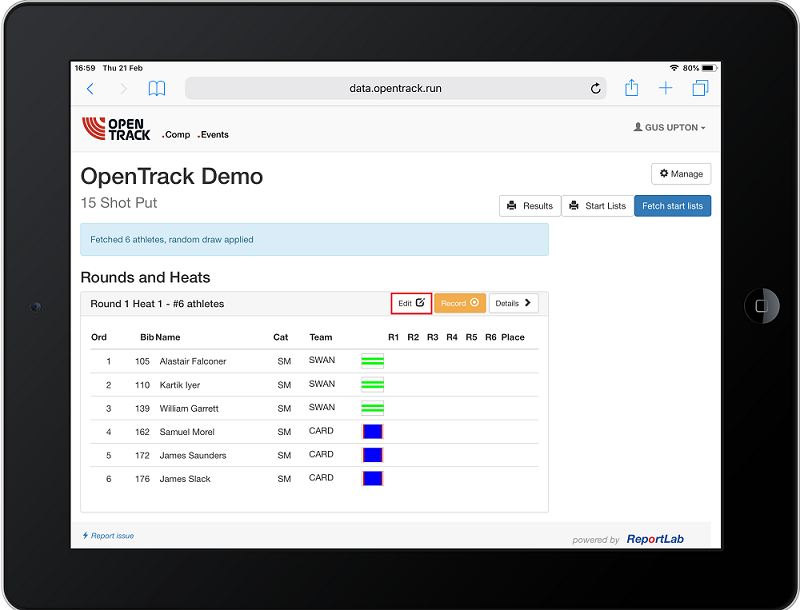 16:59 Thu 21 Feb 80%
data.opentrack.run
OPEN TRACK .Comp .Events GUS UPTON
OpenTrack Demo Manage
15 Shot Put Results Start Lists Fetch start lists
Fetched 6 athletes, random draw applied
Rounds and Heats
Round 1 Heat 1 - #6 athletes Edit Record Details
Ord Bib Name Cat Team R1 R2 R3 R4 R5 R6 Place
1 105 Alastair Falconer SM SWAN
2 110 Kartik Iyer SM SWAN
3 139 William Garrett SM SWAN
4 162 Samuel Morel SM CARD
5 172 James Saunders SM CARD
6 176 James Slack SM CARD
Report issue powered by ReportLab